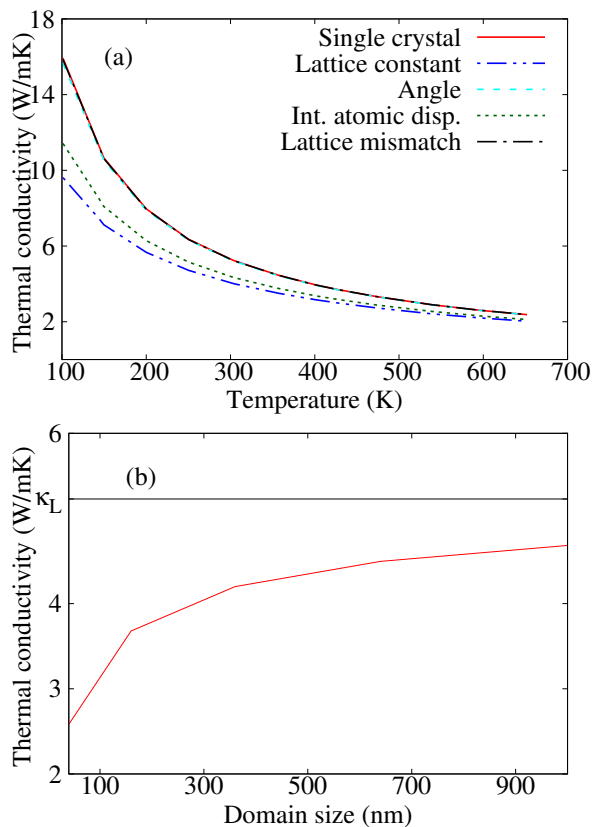 18
14
10
6
2
100 200 300 400 500 600 700
Thermal conductivity (W/mK)
Temperature (K)
(a)
Single crystal
Lattice constant
Angle
Int. atomic disp.
Lattice mismatch
6
κL
4
3
2
100 300 500 700 900
Thermal conductivity (W/mK)
Domain size (nm)
(b)